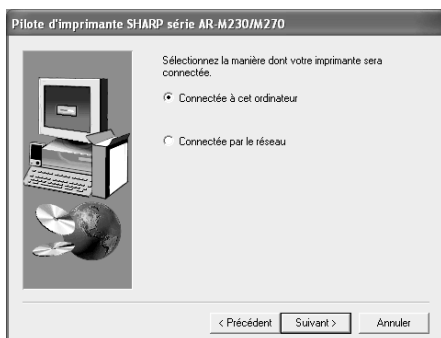 Pilote d'imprimante SHARP série AR-M230/M270
Sélectionnez la manière dont votre imprimante sera
connectée.
Connectée à cet ordinateur
Connectée par le réseau
< Précédent Suivant > Annuler